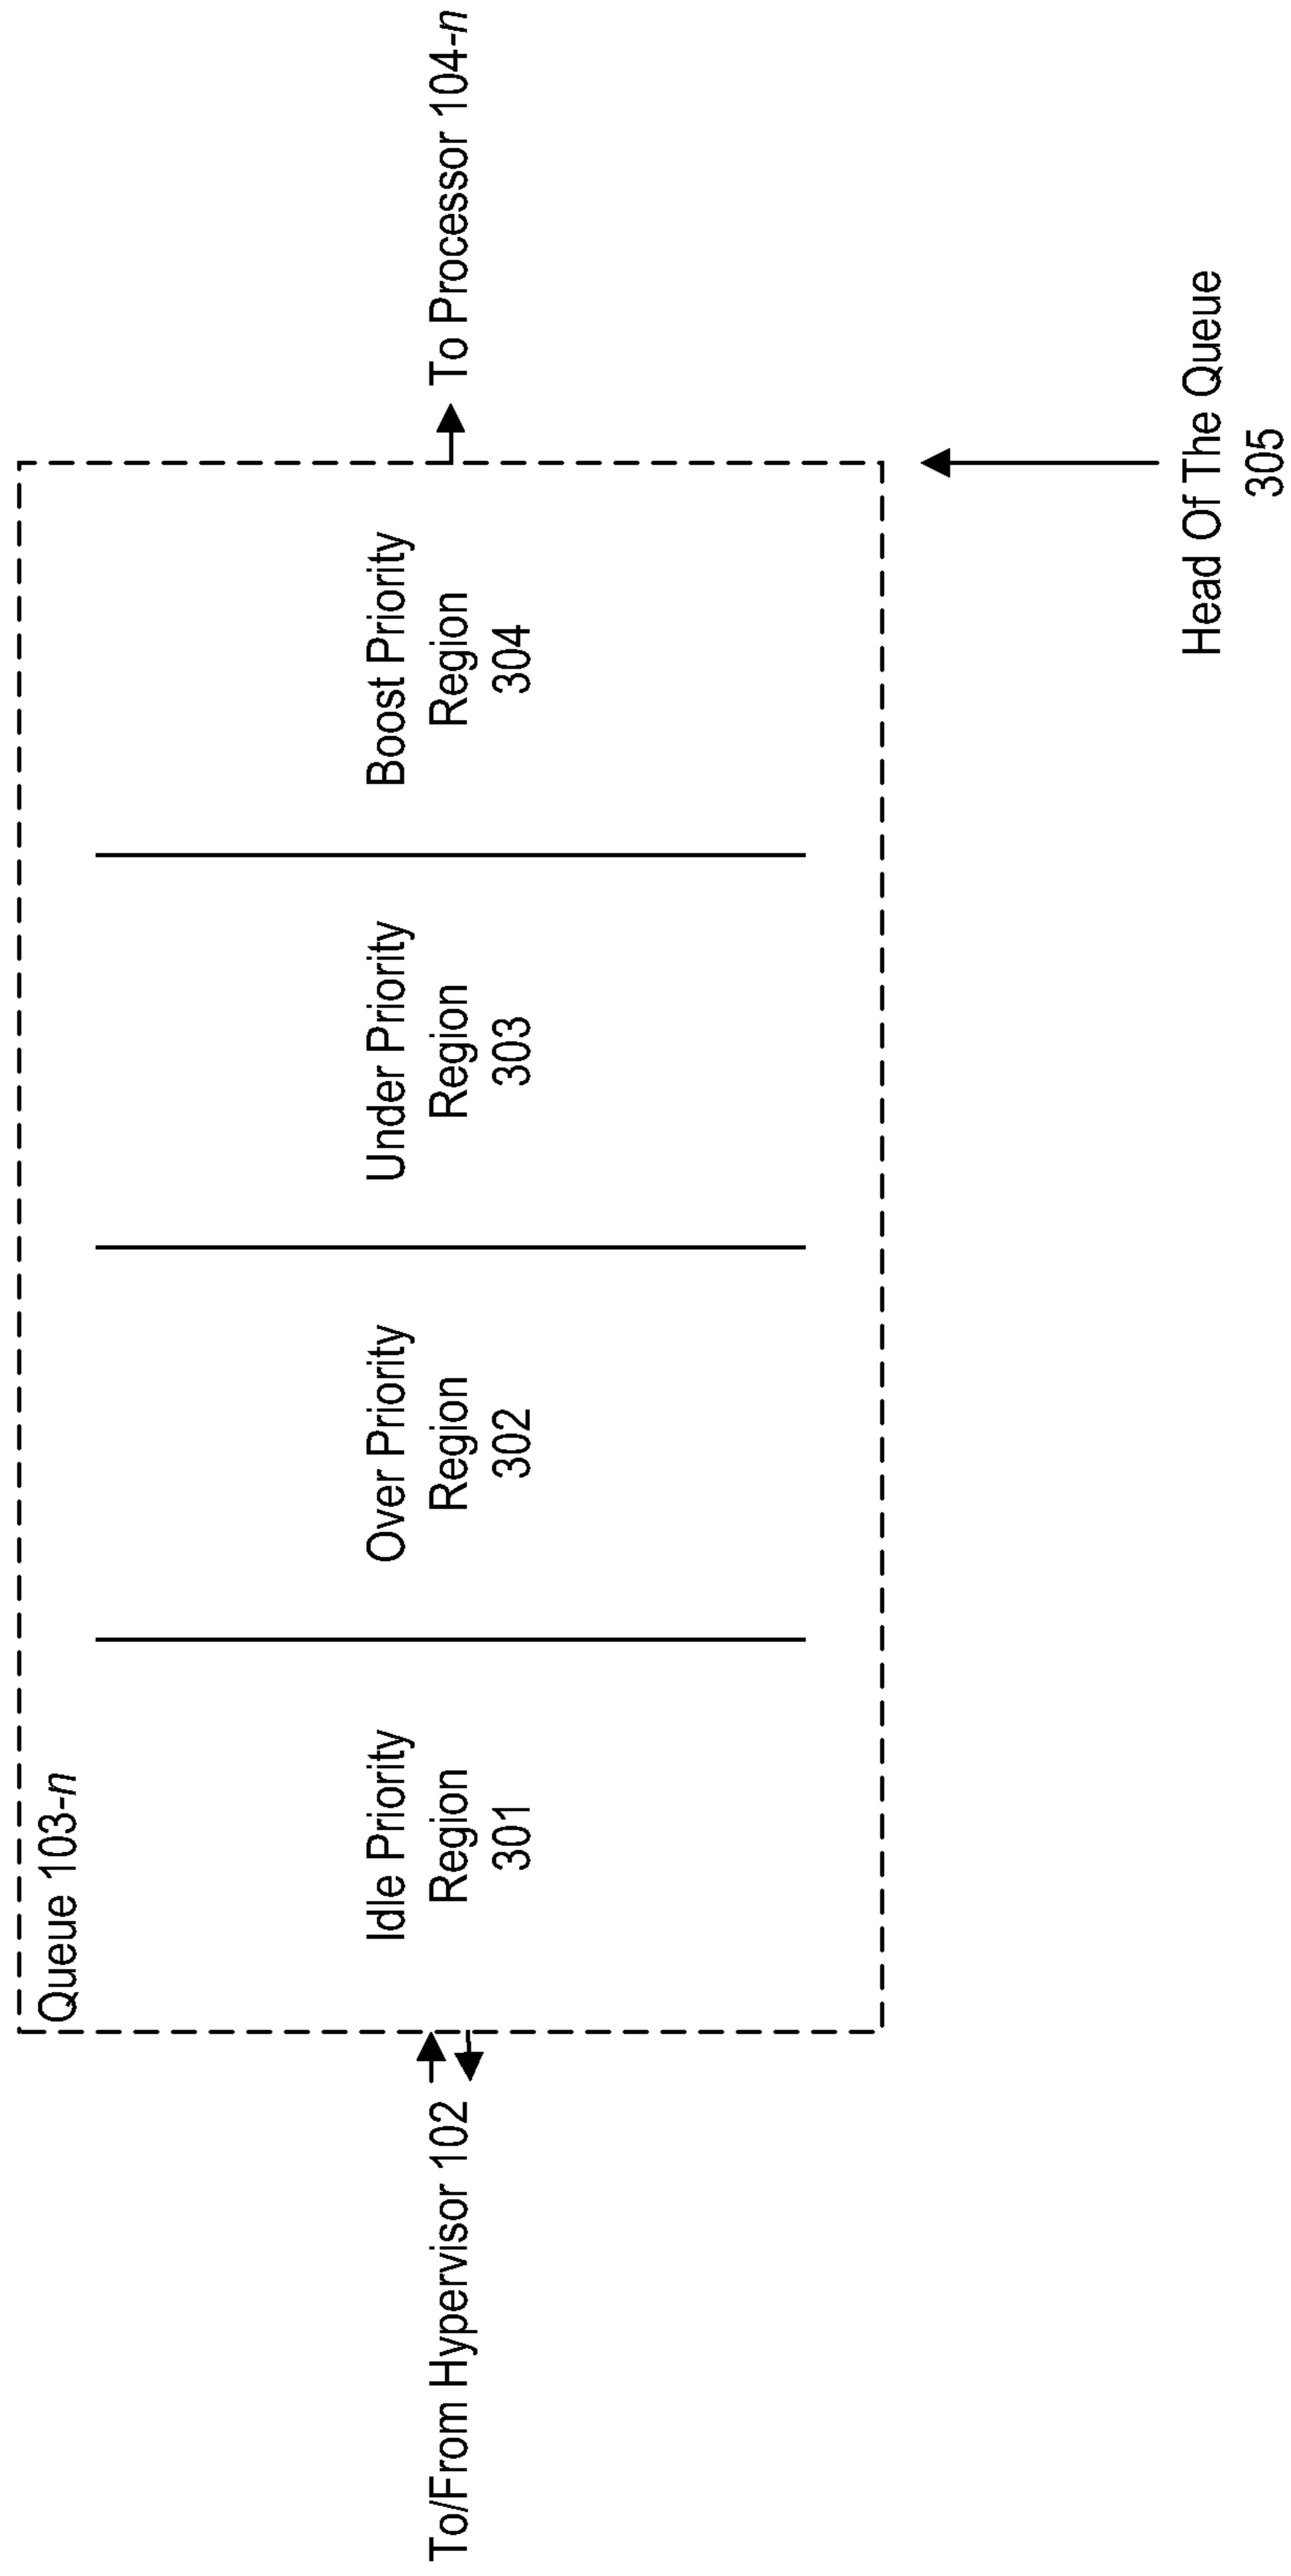 Queue 103-n
To/From Hypervisor 102
Idle Priority
Region
301
Over Priority
Region
302
Under Priority
Region
303
Boost Priority
Region
304
To Processor 104-n
Head Of The Queue
305